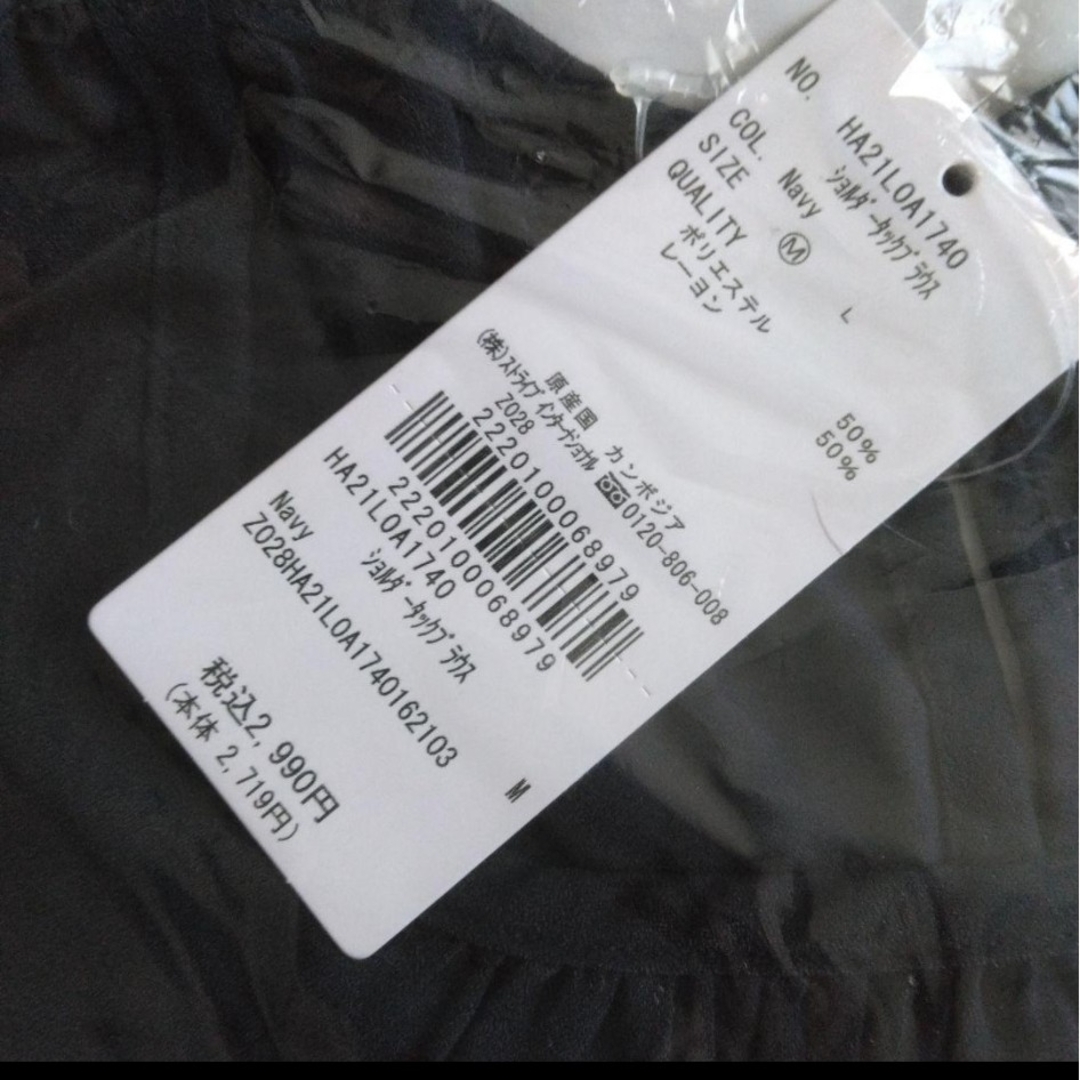 NO. HA21L0A1740
ｼｮﾙﾀﾞｰﾀｯｸﾌﾞﾗｳｽ
COL. Navy
SIZE Ⓜ L
QUALITY
ポリエステル 50%
レーヨン 50%
原産国 カンボジア
(株)ｽﾄﾗｲﾌﾟｲﾝﾀｰﾅｼｮﾅﾙ 0120-806-008
Z028
2220100068979
2220100068979
HA21L0A1740
ｼｮﾙﾀﾞｰﾀｯｸﾌﾞﾗｳｽ
Navy M
Z028HA21L0A1740162103
税込2,990円
(本体 2,719円)